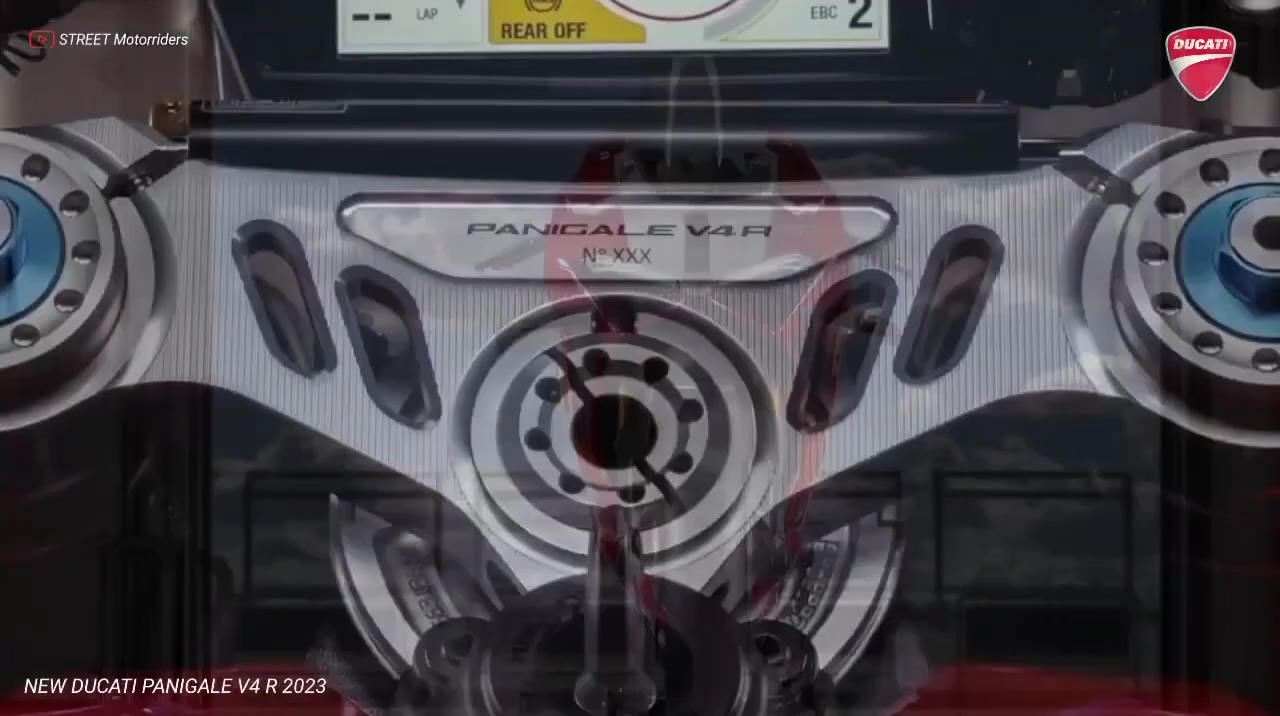 -- LAP
REAR OFF
EBC 2
STREET Motorriders
DUCATI
PANIGALE V4 R
N° XXX
NEW DUCATI PANIGALE V4 R 2023